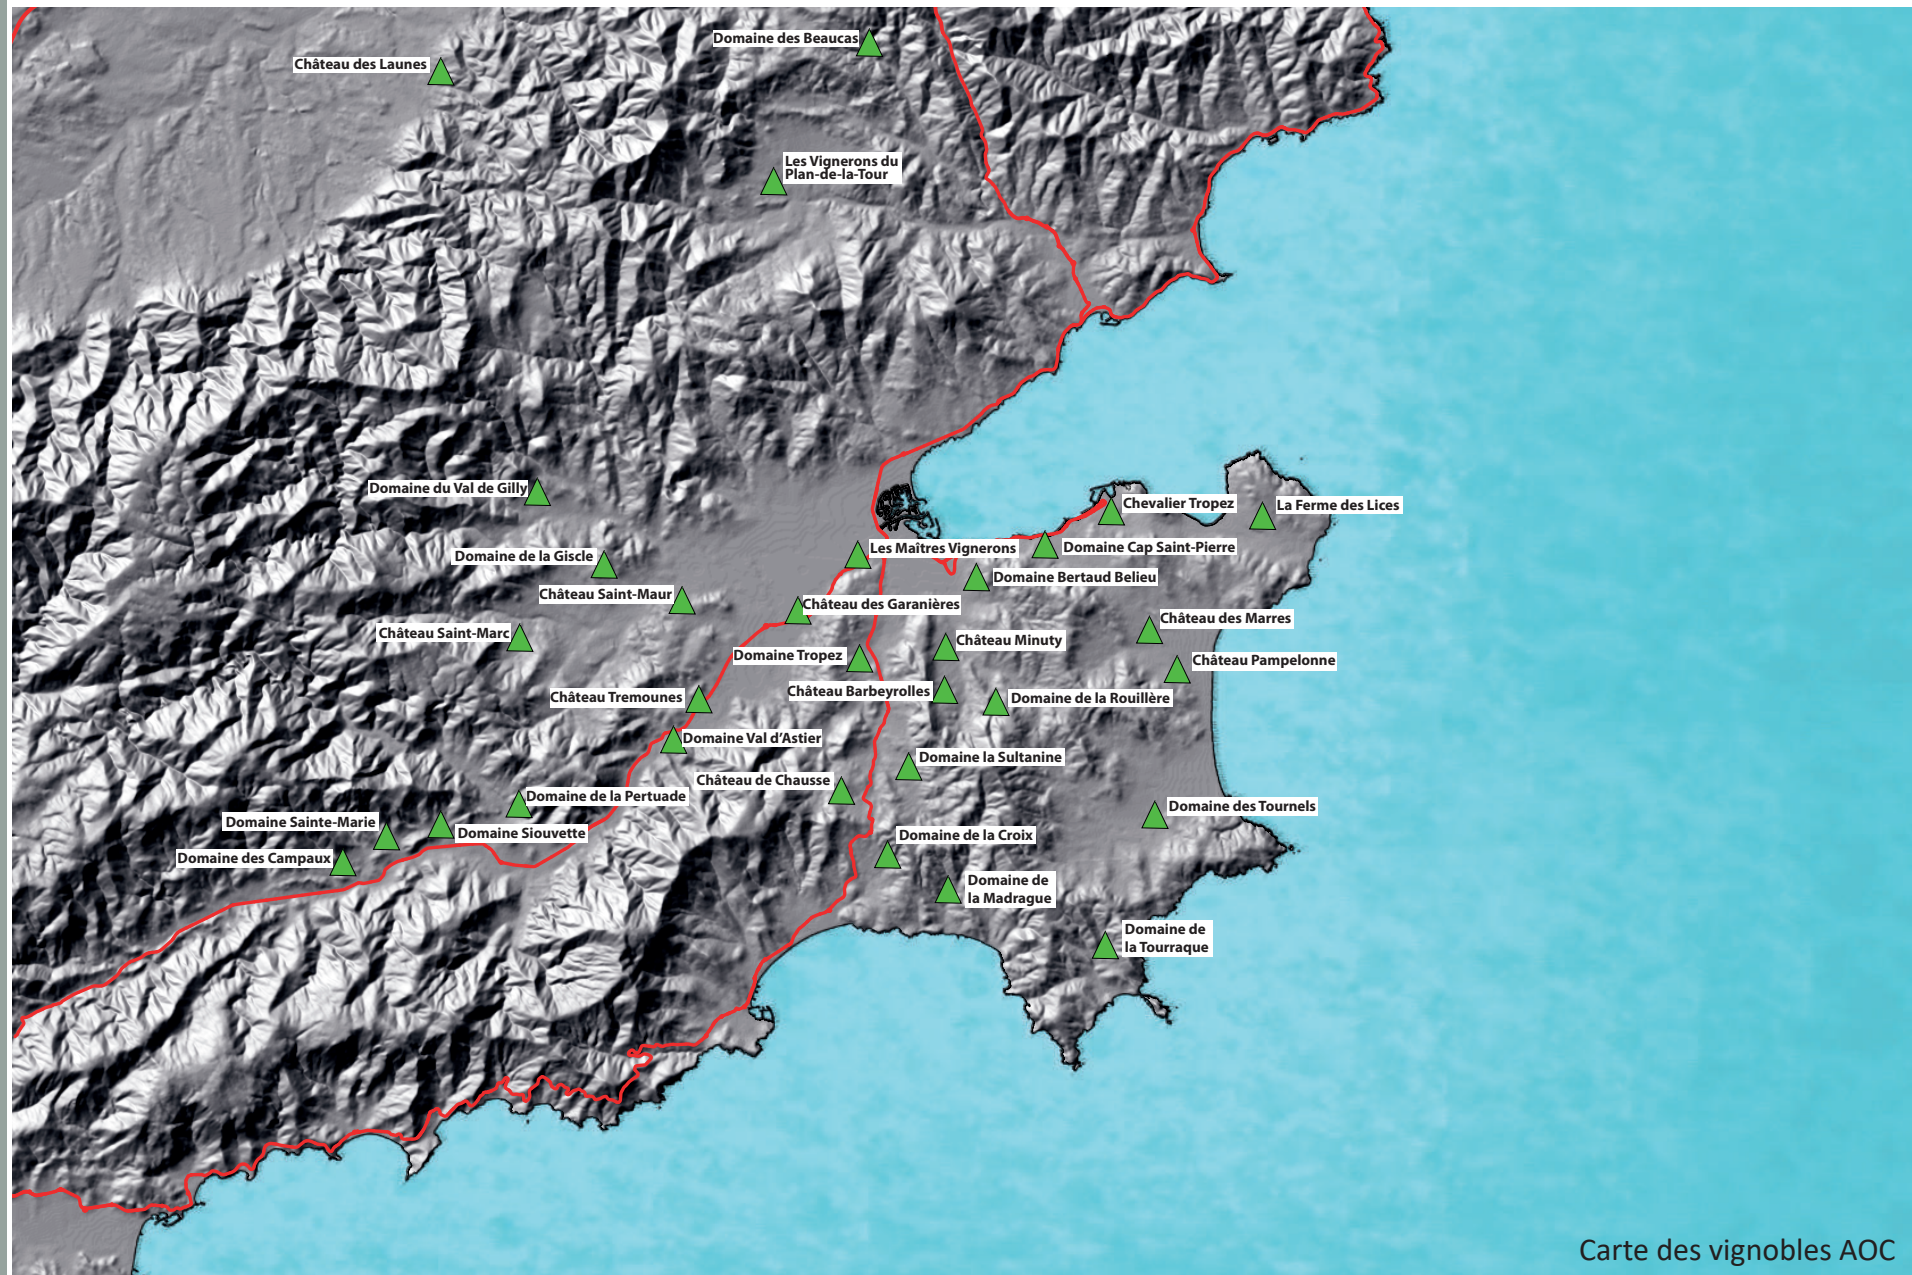 Domaine des Beaucas
Château des Launes
Les Vignerons du
Plan-de-la-Tour
Domaine du Val de Gilly
Chevalier Tropez
La Ferme des Lices
Les Maîtres Vignerons
Domaine Cap Saint-Pierre
Domaine de la Giscle
Domaine Bertaud Belieu
Château Saint-Maur
Château des Garanières
Château des Marres
Château Saint-Marc
Château Minuty
Domaine Tropez
Château Pampelonne
Château Barbeyrolles
Château Tremounes
Domaine de la Rouillère
Domaine Val d'Astier
Domaine la Sultanine
Château de Chausse
Domaine de la Pertuade
Domaine des Tournels
Domaine Sainte-Marie
Domaine Siouvette
Domaine de la Croix
Domaine des Campaux
Domaine de
la Madrague
Domaine de
la Tourraque
Carte des vignobles AOC